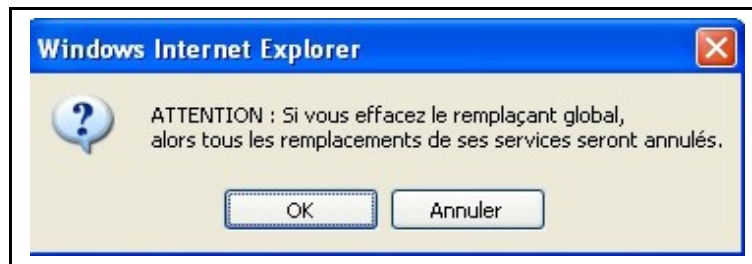 Windows Internet Explorer
ATTENTION : Si vous effacez le remplaçant global,
alors tous les remplacements de ses services seront annulés.
OK Annuler